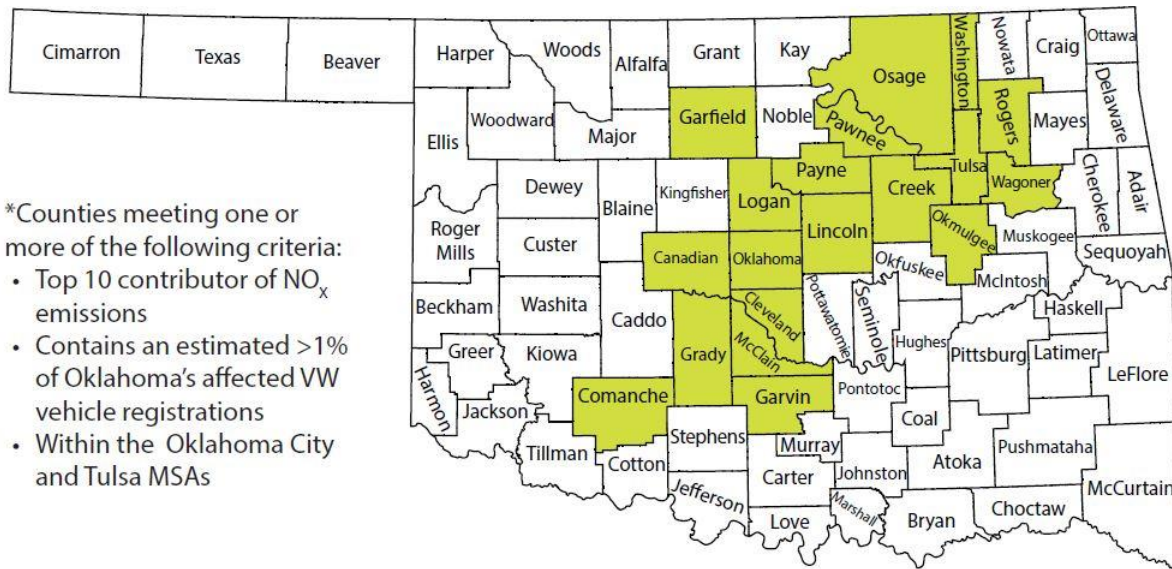 Cimarron
Texas
Beaver
Harper
Woods
Alfalfa
Grant
Kay
Osage
Washington
Nowata
Craig
Ottawa
Ellis
Woodward
Major
Garfield
Noble
Pawnee
Rogers
Mayes
Delaware
Dewey
Blaine
Kingfisher
Logan
Payne
Creek
Tulsa
Wagoner
Cherokee
Adair
*Counties meeting one or
more of the following criteria:
• Top 10 contributor of NOx
emissions
• Contains an estimated >1%
of Oklahoma's affected VW
vehicle registrations
• Within the Oklahoma City
and Tulsa MSAs
Roger
Mills
Custer
Canadian
Oklahoma
Lincoln
Okfuskee
Okmulgee
Muskogee
Sequoyah
McIntosh
Beckham
Washita
Caddo
Grady
Cleveland
McClain
Pottawatomie
Seminole
Hughes
Pittsburg
Haskell
Latimer
LeFlore
Greer
Kiowa
Harmon
Jackson
Comanche
Garvin
Pontotoc
Coal
Tillman
Cotton
Stephens
Murray
Johnston
Atoka
Pushmataha
McCurtain
Jefferson
Carter
Love
Marshall
Bryan
Choctaw